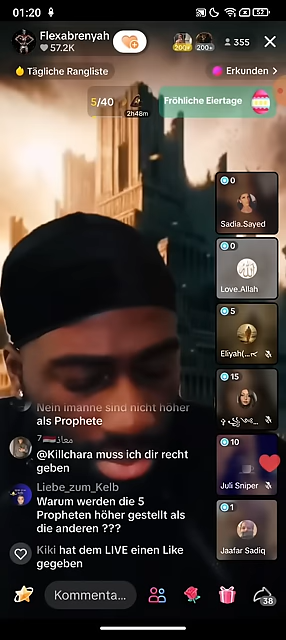 01:20
52
Flexabrenyah
57.2K
200+
355
Tägliche Rangliste
Erkunden >
5/40
2h48m
Fröhliche Eiertage
0
Sadia.Sayed
0
Love.Allah
5
Eliyah(...
15
10
Juli Sniper
1
Jaafar Sadiq
Nein imanne sind nicht höher
als Prophete
معاذ
@Killchara muss ich dir recht
geben
Liebe_zum_Kelb
Warum werden die 5
Propheten höher gestellt als
die anderen ???
Kiki hat dem LIVE einen Like
gegeben
Kommenta...
38